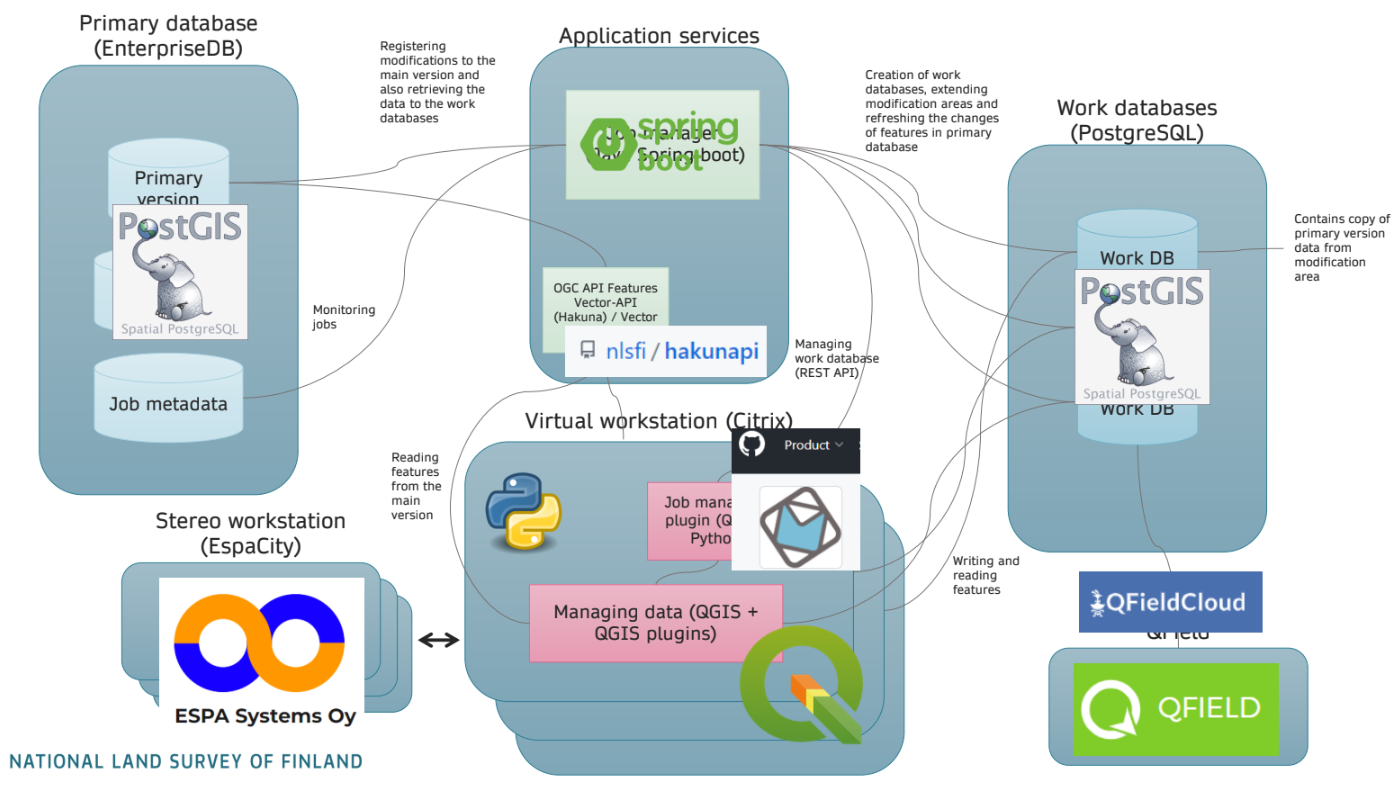 Primary database
(EnterpriseDB)
Primary
version
PostGIS
Spatial PostgreSQL
Job metadata
Registering
modifications to the
main version and
also retrieving the
data to the work
databases
Monitoring
jobs
Application services
spring
boot
Job manager
Spring boot)
OGC API Features
Vector-API
(Hakuna) / Vector
nlsfi / hakunapi
Creation of work
databases, extending
modification areas and
refreshing the changes
of features in primary
database
Managing
work database
(REST API)
Work databases
(PostgreSQL)
Work DB
PostGIS
Spatial PostgreSQL
Work DB
Contains copy of
primary version
data from
modification
area
Virtual workstation (Citrix)
Product
Job mana
plugin (Q
Pytho
Managing data (QGIS +
QGIS plugins)
Reading
features
from the
main
version
Writing and
reading
features
Stereo workstation
(EspaCity)
ESPA Systems Oy
QFieldCloud
QField
QFIELD
NATIONAL LAND SURVEY OF FINLAND